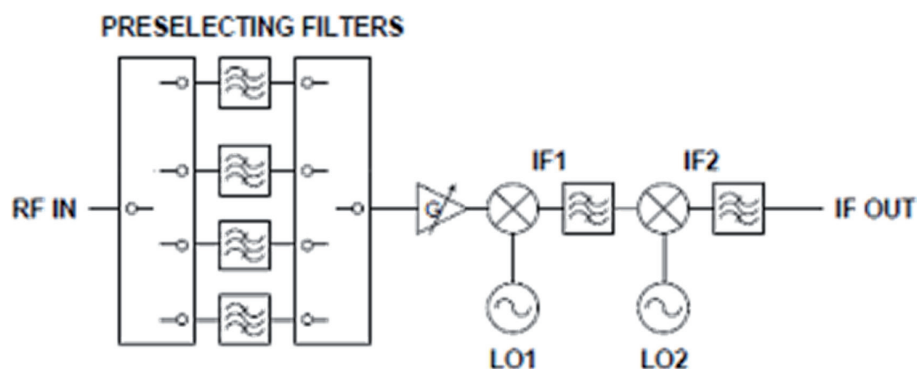 PRESELECTING FILTERS
IF1
IF2
RF IN
G
IF OUT
LO1
LO2